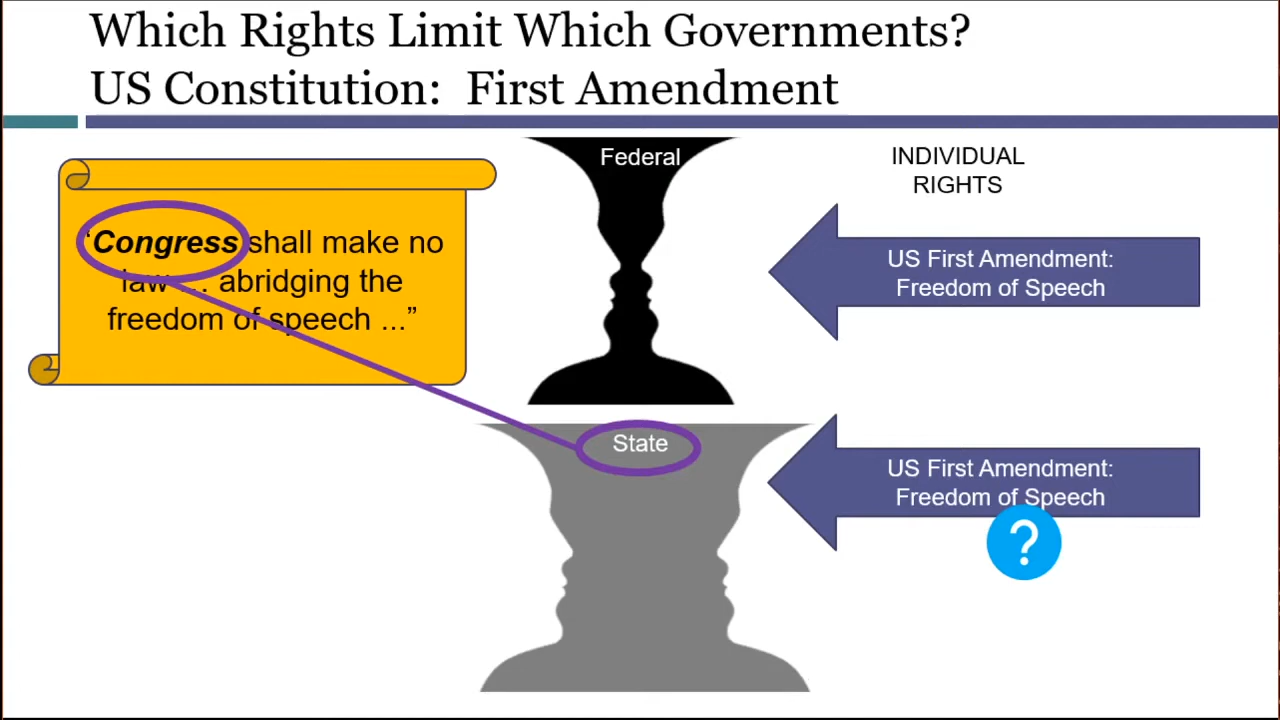 Which Rights Limit Which Governments?
US Constitution: First Amendment
“Congress shall make no
law ... abridging the
freedom of speech ...”
Federal
INDIVIDUAL
RIGHTS
US First Amendment:
Freedom of Speech
State
US First Amendment:
Freedom of Speech
?